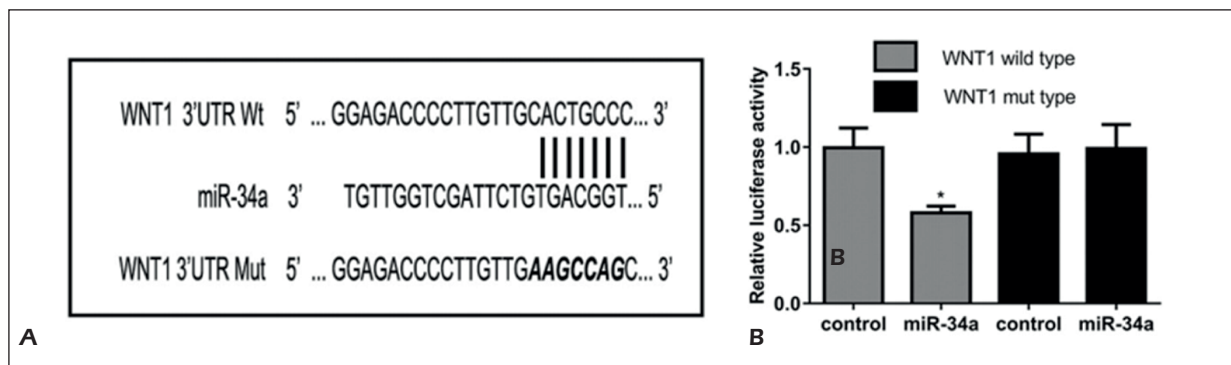 WNT1 3'UTR Wt 5' ... GGAGACCCCTTGTTGCACTGCCC... 3'
miR-34a 3' TGTTGGTCGATTCTGTGACGGT... 5'
WNT1 3'UTR Mut 5' ... GGAGACCCCTTGTTGAAGCCAGC... 3'
A
WNT1 wild type
WNT1 mut type
Relative luciferase activity
1.5
1.0
0.5
0.0
*
B
control miR-34a control miR-34a
B